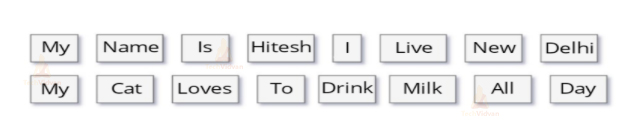 My Name Is Hitesh I Live New Delhi
My Cat Loves To Drink Milk All Day